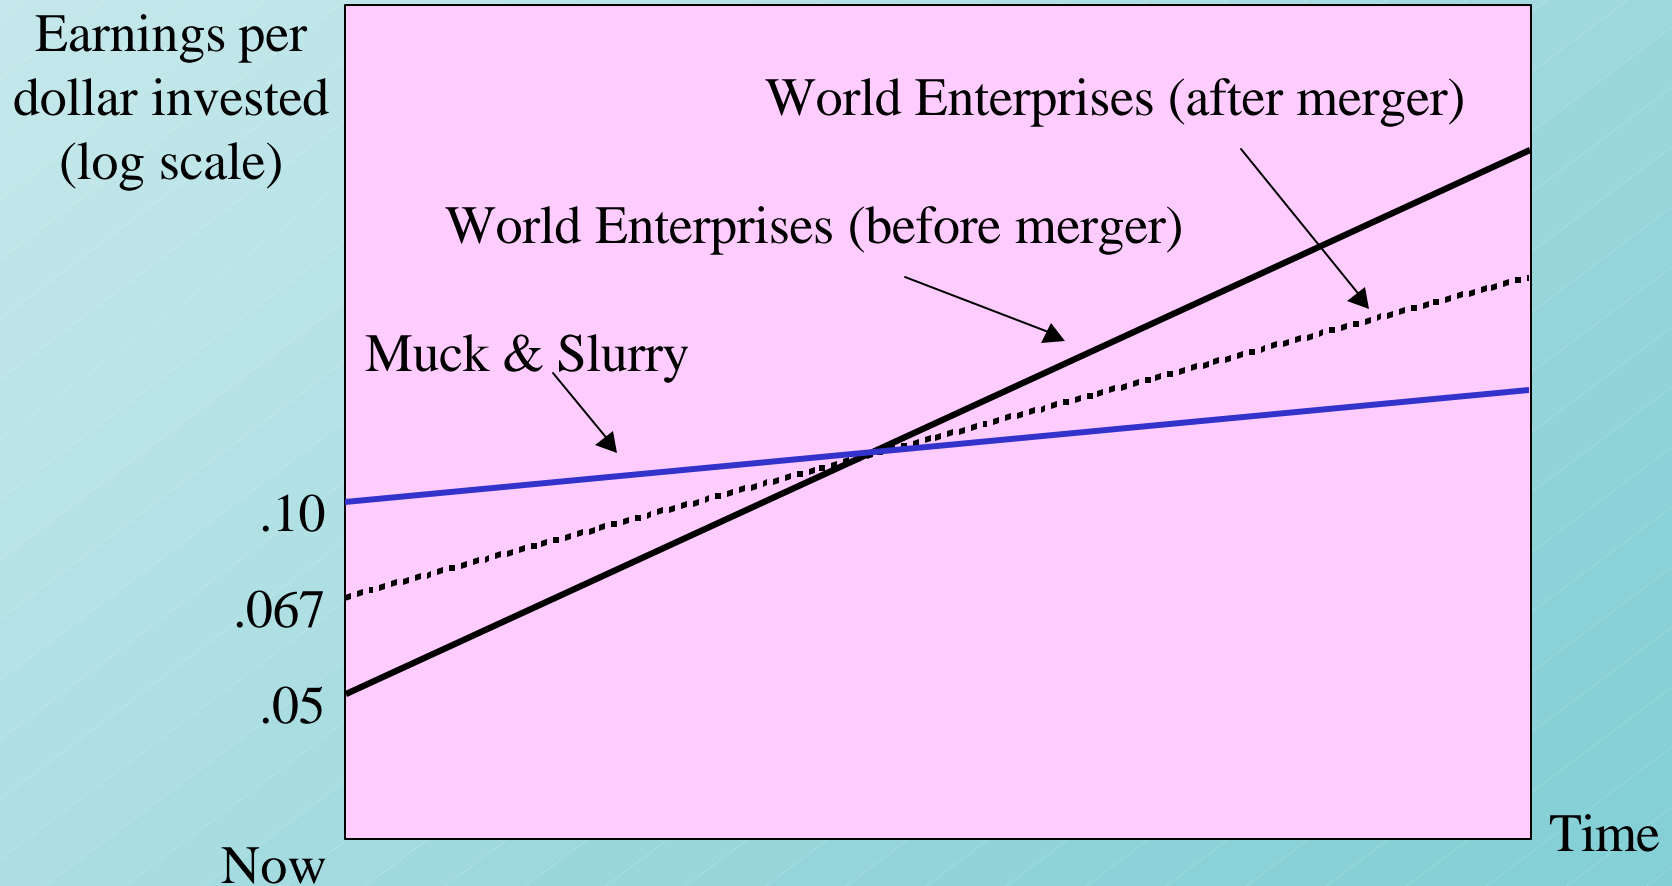 Earnings per
dollar invested
(log scale)
World Enterprises (after merger)
World Enterprises (before merger)
Muck & Slurry
.10
.067
.05
Now
Time